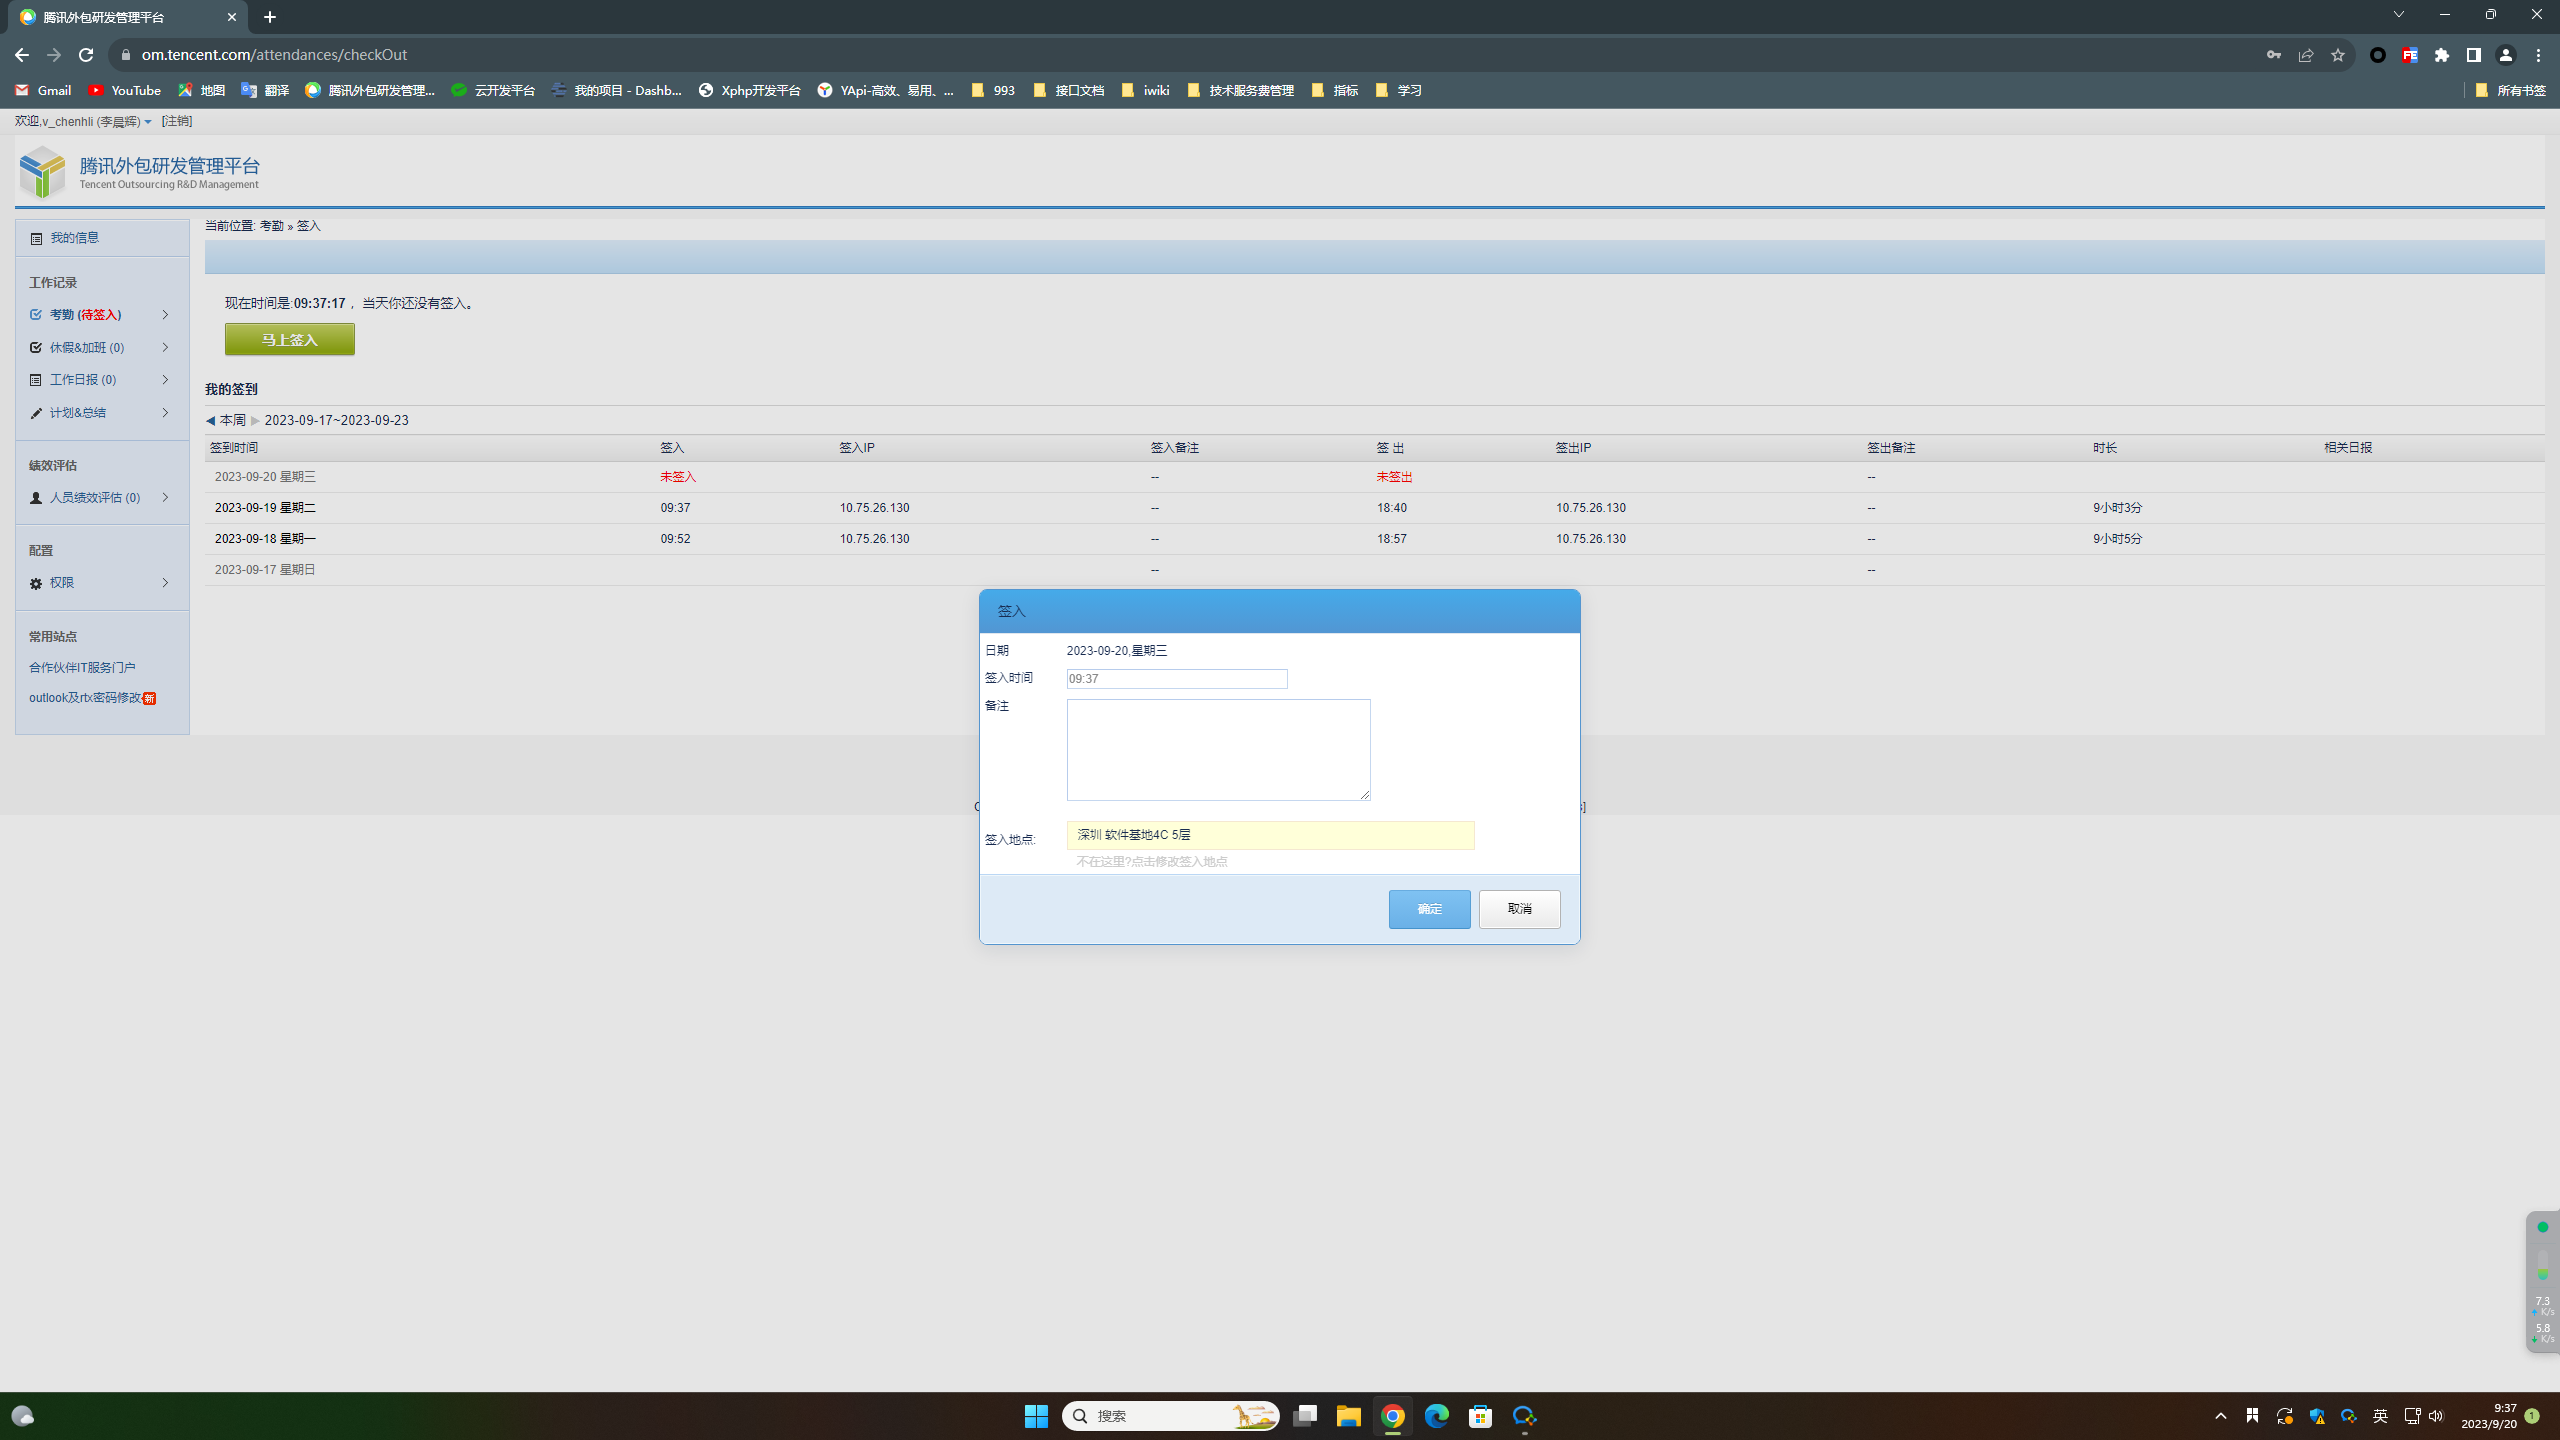 腾讯外包研发管理平台
om.tencent.com/attendances/checkOut
Gmail YouTube 地图 翻译 腾讯外包研发管理... 云开发平台 我的项目 - Dashb... Xphp开发平台 YApi-高效、易用、... 993 接口文档 iwiki 技术服务费管理 指标 学习 所有书签
欢迎,v_chenhli (李晨辉) [注销]
腾讯外包研发管理平台
Tencent Outsourcing R&D Management
我的信息
工作记录
考勤 (待签入)
休假&加班 (0)
工作日报 (0)
计划&总结
绩效评估
人员绩效评估 (0)
配置
权限
常用站点
合作伙伴IT服务门户
outlook及rtx密码修改 新
当前位置: 考勤 » 签入
现在时间是:09:37:17 ，当天你还没有签入。
马上签入
我的签到
本周 2023-09-17~2023-09-23
签到时间 签入 签入IP 签入备注 签 出 签出IP 签出备注 时长 相关日报
2023-09-20 星期三 未签入 -- 未签出 --
2023-09-19 星期二 09:37 10.75.26.130 -- 18:40 10.75.26.130 -- 9小时3分
2023-09-18 星期一 09:52 10.75.26.130 -- 18:57 10.75.26.130 -- 9小时5分
2023-09-17 星期日 -- --
签入
日期 2023-09-20,星期三
签入时间 09:37
备注
签入地点: 深圳 软件基地4C 5层
不在这里?点击修改签入地点
确定 取消
7.3
K/s
5.8
K/s
搜索
英
9:37
2023/9/20
1